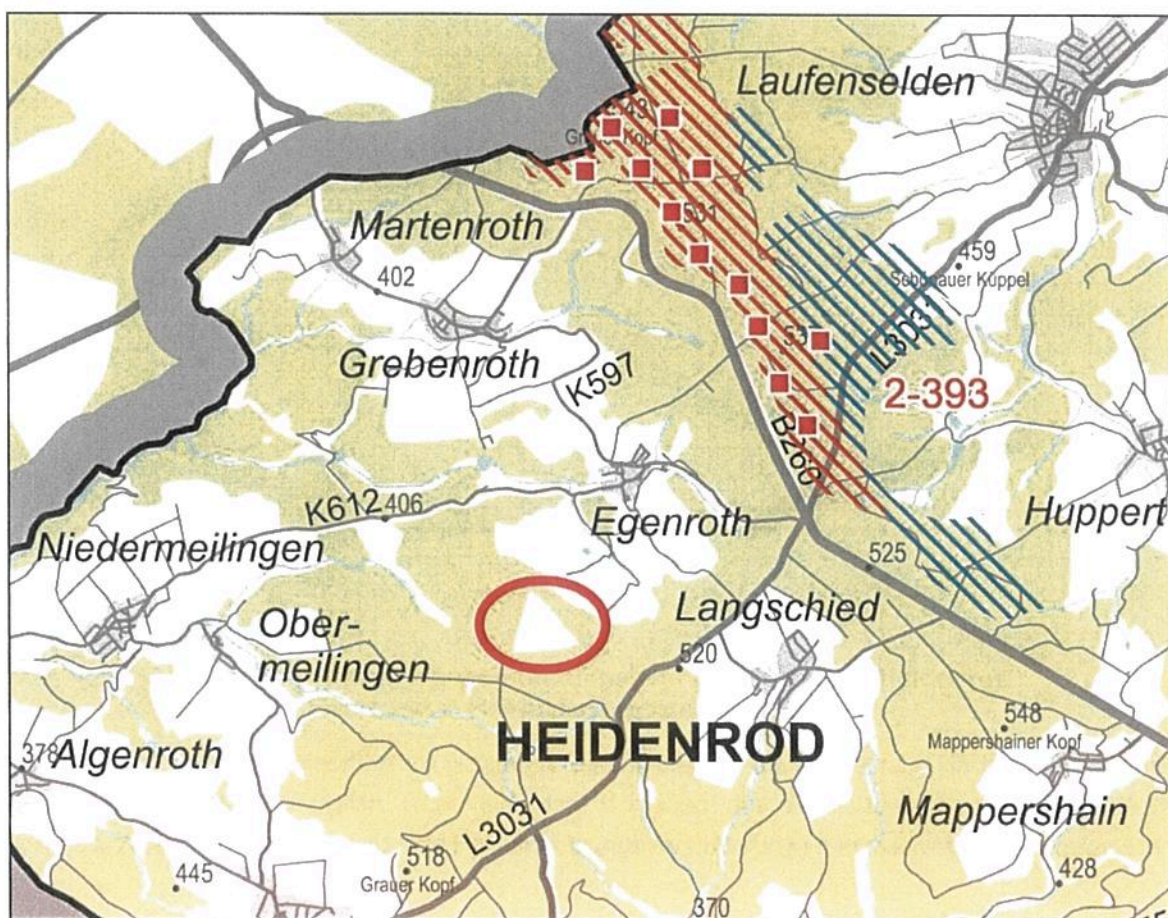 Laufenselden
Martenroth
531
402
459
Schönauer Küppel
Grebenroth
L3031
K597
2-393
B260
K612
406
Egenroth
Huppert
Niedermeilingen
525
Langschied
Ober-
meilingen
520
HEIDENROD
548
Mappershainer Kopf
378
Algenroth
Mappershain
L3031
518
Grauer Kopf
445
428
370